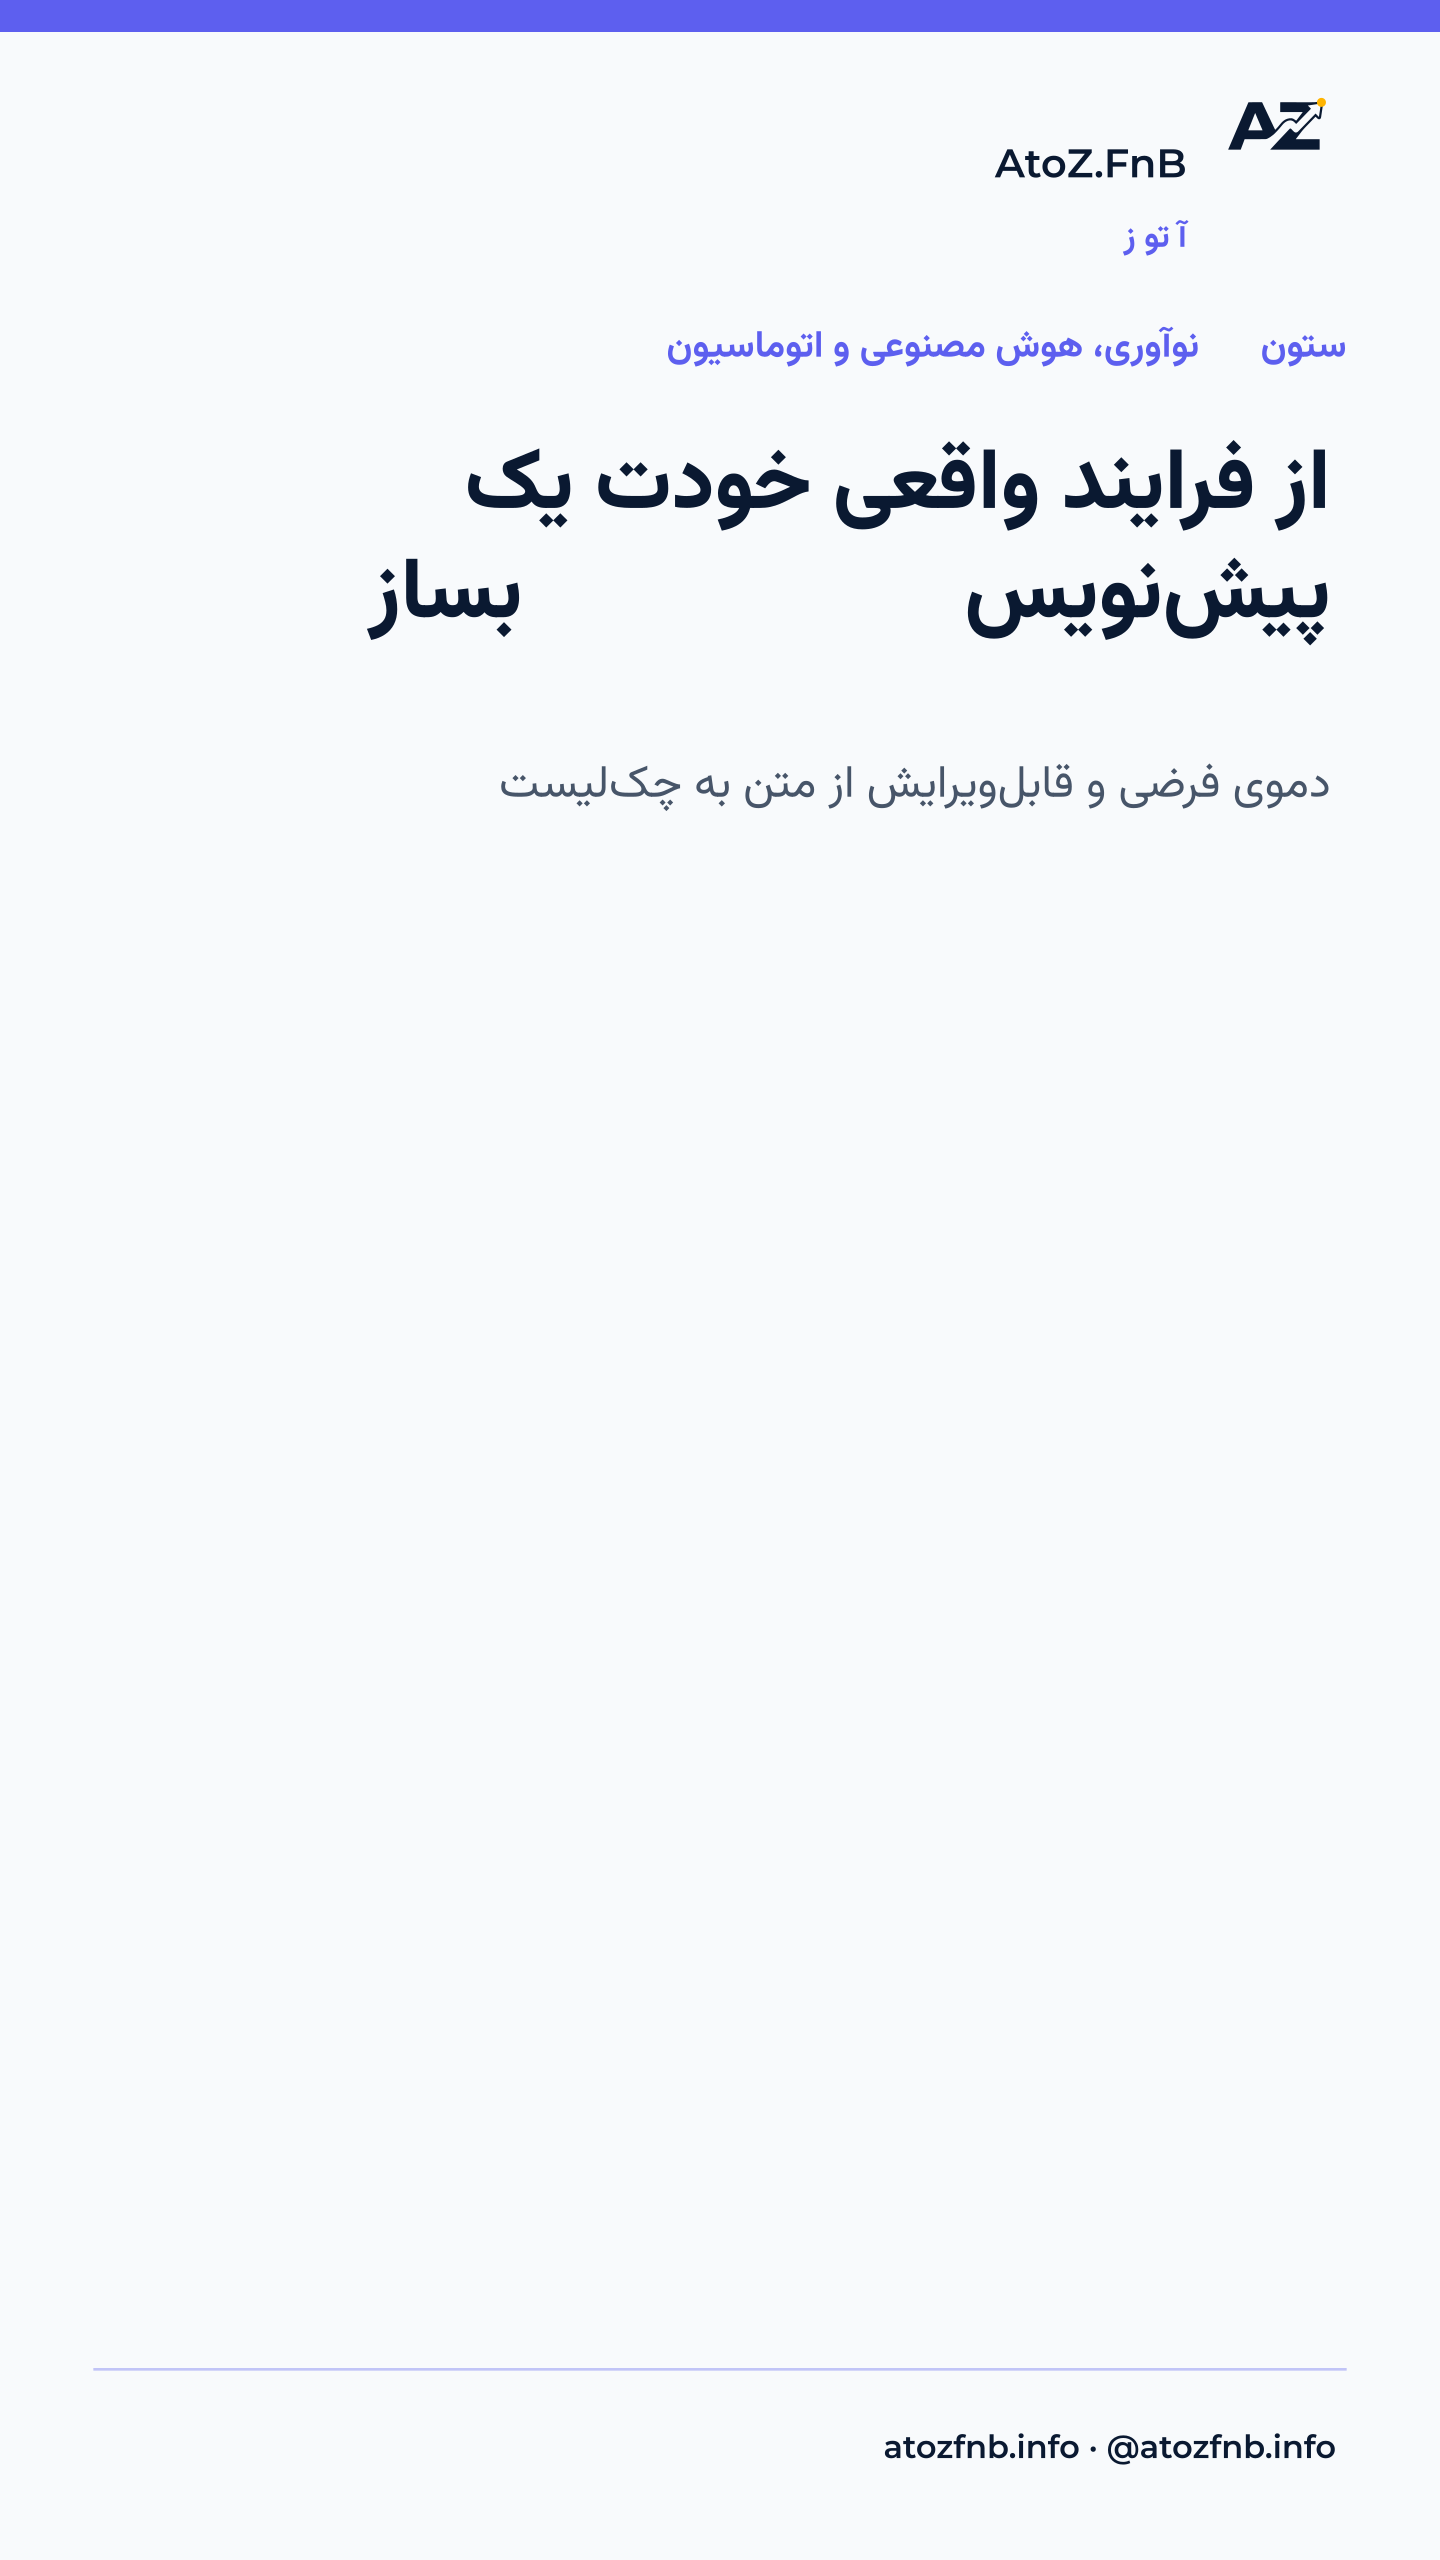 AZ
AtoZ.FnB
آ تو ز
ستون نوآوری، هوش مصنوعی و اتوماسیون
از فرایند واقعی خودت یک
پیش‌نویس بساز
دموی فرضی و قابل‌ویرایش از متن به چک‌لیست
atozfnb.info · @atozfnb.info